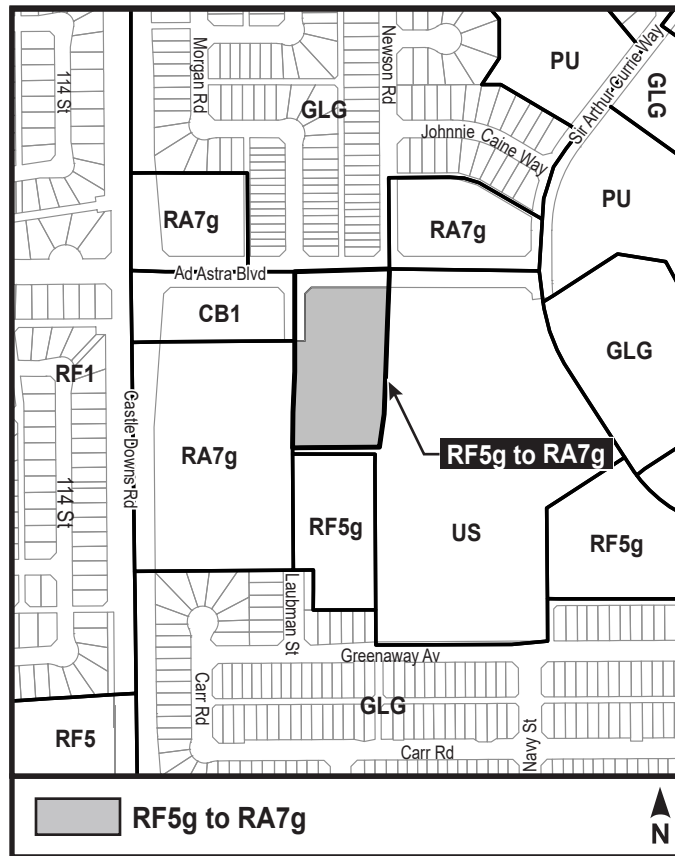 114 St
Morgan Rd
Newson Rd
PU
Sir Arthur Currie Way
GLG
GLG
Johnnie Caine Way
RA7g
RA7g
PU
Ad Astra Blvd
CB1
GLG
RF1
Castle Downs Rd
RA7g
RF5g to RA7g
114 St
RF5g
US
RF5g
Laubman St
Greenaway Av
Carr Rd
GLG
Navy St
RF5
Carr Rd
RF5g to RA7g
N